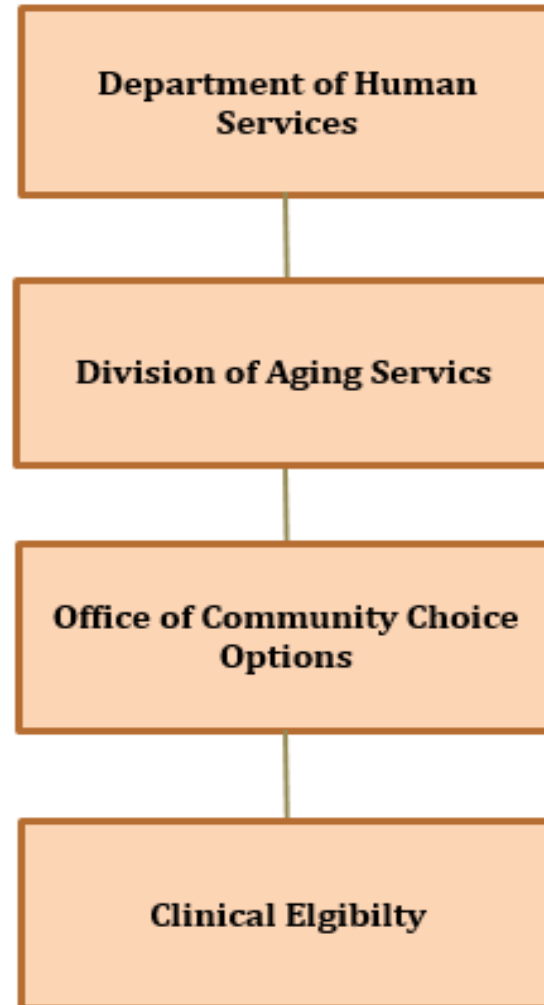 Department of Human
Services
Division of Aging Servics
Office of Community Choice
Options
Clinical Elgibilty